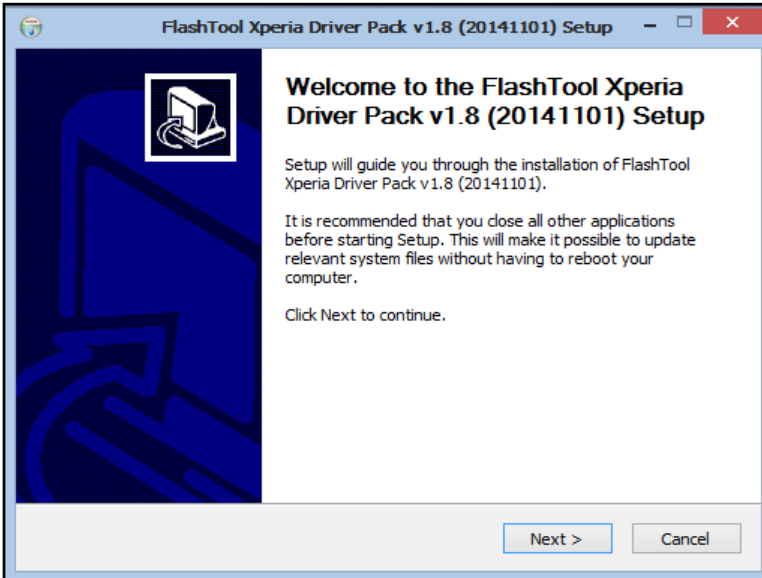 FlashTool Xperia Driver Pack v1.8 (20141101) Setup
Welcome to the FlashTool Xperia
Driver Pack v1.8 (20141101) Setup
Setup will guide you through the installation of FlashTool
Xperia Driver Pack v1.8 (20141101).
It is recommended that you close all other applications
before starting Setup. This will make it possible to update
relevant system files without having to reboot your
computer.
Click Next to continue.
Next >
Cancel